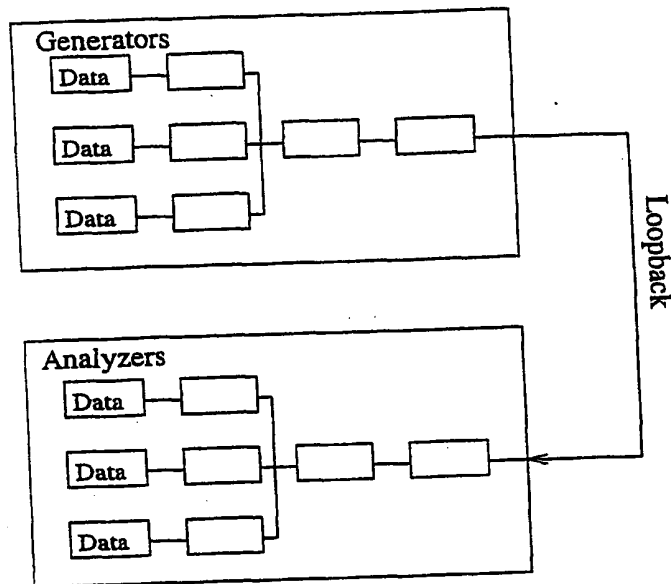 Generators
Data
Data
Data
Loopback
Analyzers
Data
Data
Data